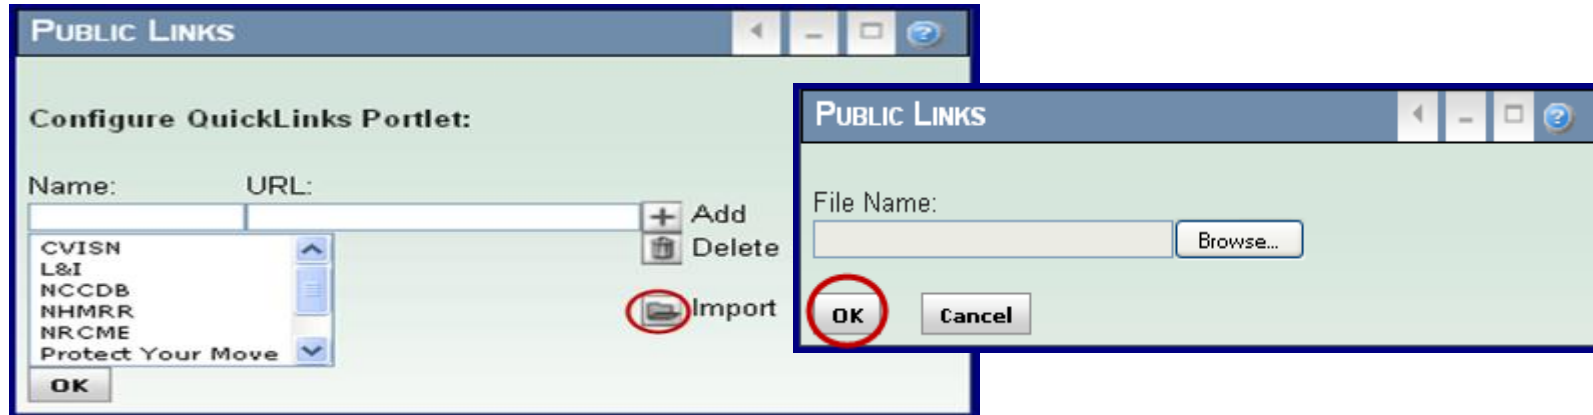 PUBLIC LINKS
Configure QuickLinks Portlet:
Name: URL:
Add
CVISN
Delete
L&I
NCCDB
NHMRR
Import
NRCME
Protect Your Move
OK
PUBLIC LINKS
File Name:
Browse...
OK Cancel